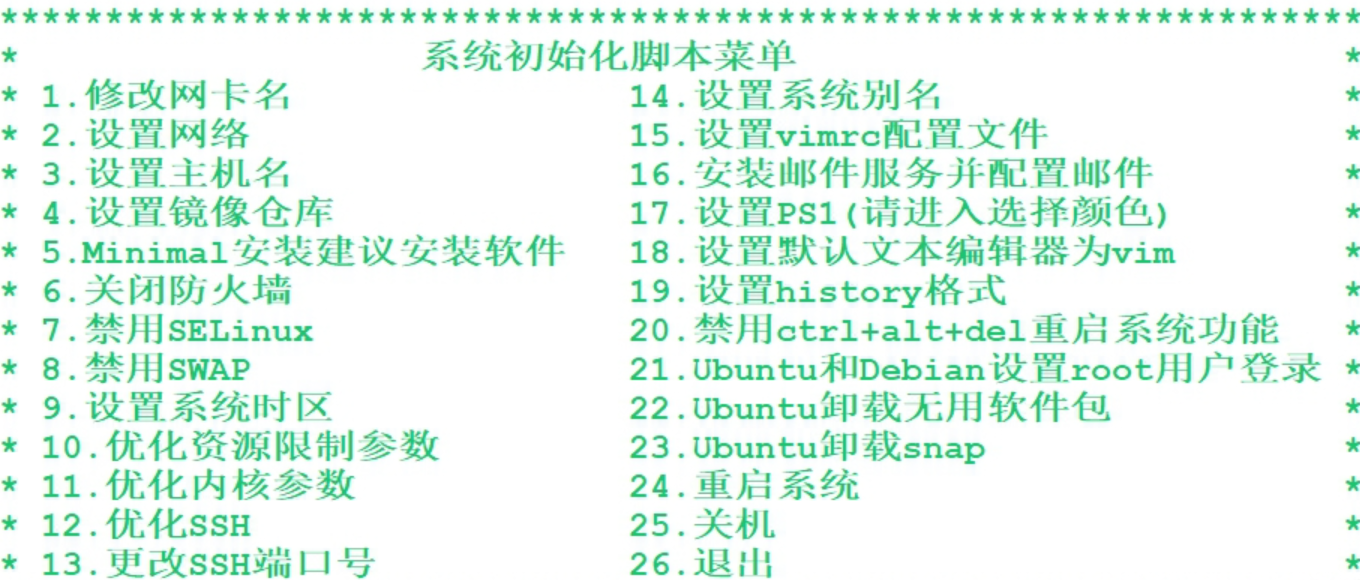 ********************************************************************
* 系统初始化脚本菜单 *
* 1.修改网卡名 14.设置系统别名 *
* 2.设置网络 15.设置vimrc配置文件 *
* 3.设置主机名 16.安装邮件服务并配置邮件 *
* 4.设置镜像仓库 17.设置PS1(请进入选择颜色) *
* 5.Minimal安装建议安装软件 18.设置默认文本编辑器为vim *
* 6.关闭防火墙 19.设置history格式 *
* 7.禁用SELinux 20.禁用ctrl+alt+del重启系统功能 *
* 8.禁用SWAP 21.Ubuntu和Debian设置root用户登录 *
* 9.设置系统时区 22.Ubuntu卸载无用软件包 *
* 10.优化资源限制参数 23.Ubuntu卸载snap *
* 11.优化内核参数 24.重启系统 *
* 12.优化SSH 25.关机 *
* 13.更改SSH端口号 26.退出 *